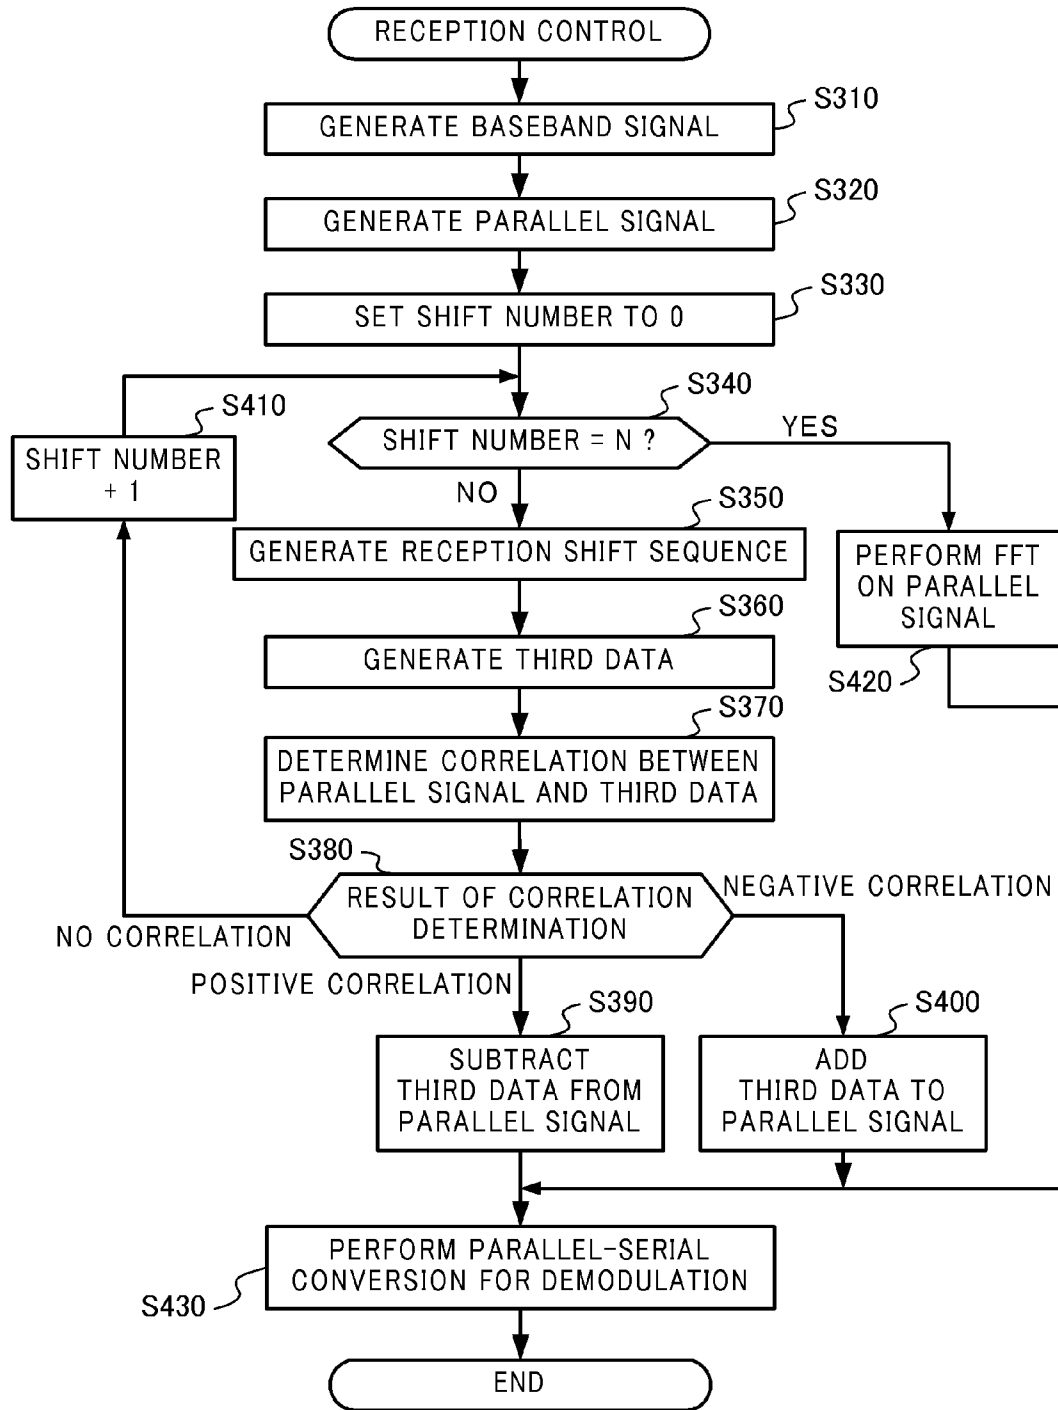 RECEPTION CONTROL
S310
GENERATE BASEBAND SIGNAL
S320
GENERATE PARALLEL SIGNAL
S330
SET SHIFT NUMBER TO 0
S340
SHIFT NUMBER = N ?
YES
NO
S410
SHIFT NUMBER
+ 1
S350
GENERATE RECEPTION SHIFT SEQUENCE
PERFORM FFT
ON PARALLEL
SIGNAL
S420
S360
GENERATE THIRD DATA
S370
DETERMINE CORRELATION BETWEEN
PARALLEL SIGNAL AND THIRD DATA
S380
RESULT OF CORRELATION
DETERMINATION
NEGATIVE CORRELATION
NO CORRELATION
POSITIVE CORRELATION
S390
SUBTRACT
THIRD DATA FROM
PARALLEL SIGNAL
S400
ADD
THIRD DATA TO
PARALLEL SIGNAL
PERFORM PARALLEL-SERIAL
CONVERSION FOR DEMODULATION
S430
END